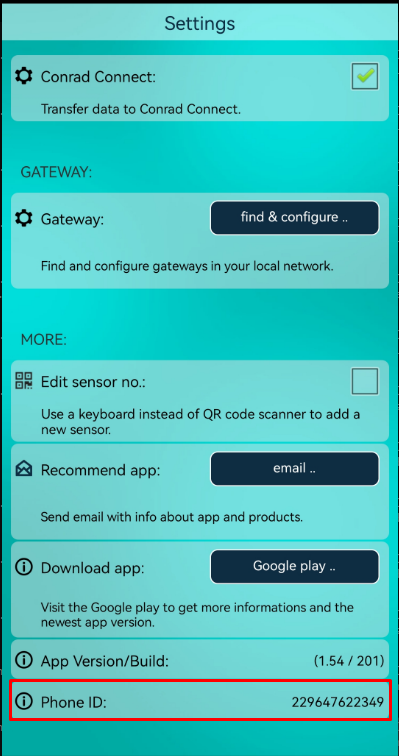 Settings
Conrad Connect:
Transfer data to Conrad Connect.
GATEWAY:
Gateway:
find & configure ..
Find and configure gateways in your local network.
MORE:
Edit sensor no.:
Use a keyboard instead of QR code scanner to add a
new sensor.
Recommend app:
email ..
Send email with info about app and products.
Download app:
Google play ..
Visit the Google play to get more informations and the
newest app version.
App Version/Build:
(1.54 / 201)
Phone ID:
229647622349